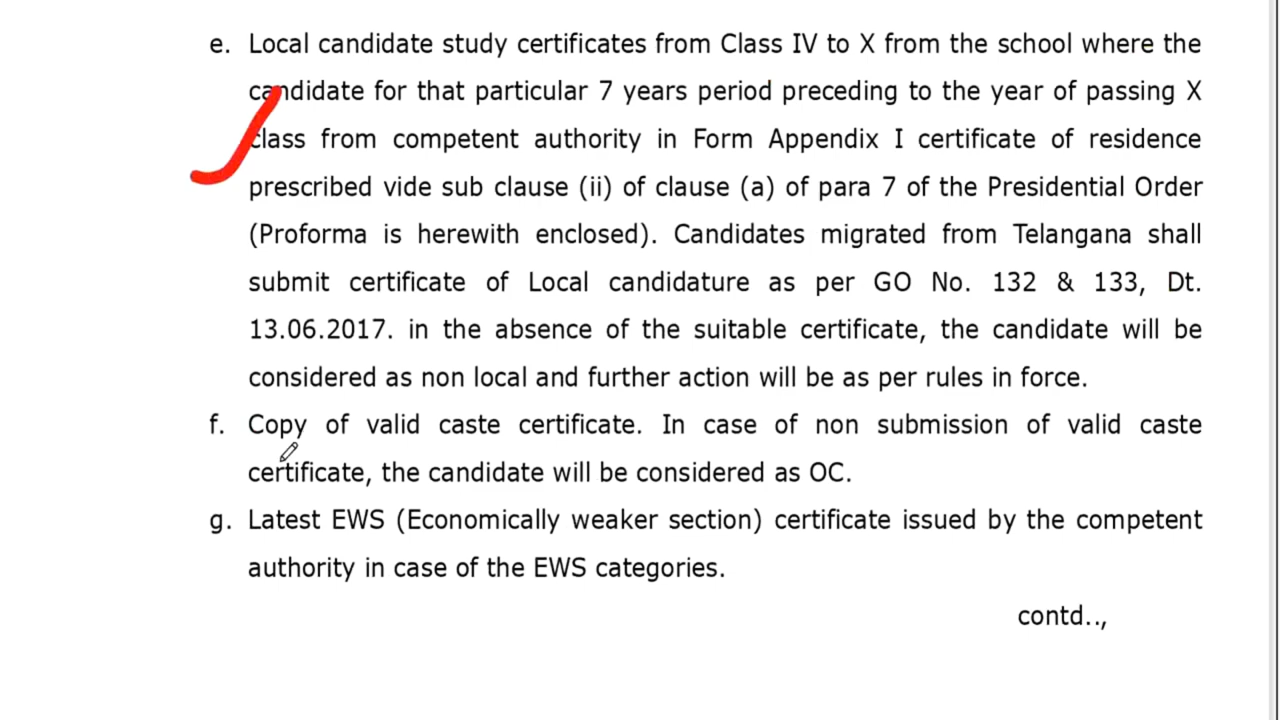 e. Local candidate study certificates from Class IV to X from the school where the
candidate for that particular 7 years period preceding to the year of passing X
class from competent authority in Form Appendix I certificate of residence
prescribed vide sub clause (ii) of clause (a) of para 7 of the Presidential Order
(Proforma is herewith enclosed). Candidates migrated from Telangana shall
submit certificate of Local candidature as per GO No. 132 & 133, Dt.
13.06.2017. in the absence of the suitable certificate, the candidate will be
considered as non local and further action will be as per rules in force.
f. Copy of valid caste certificate. In case of non submission of valid caste
certificate, the candidate will be considered as OC.
g. Latest EWS (Economically weaker section) certificate issued by the competent
authority in case of the EWS categories.
contd..,